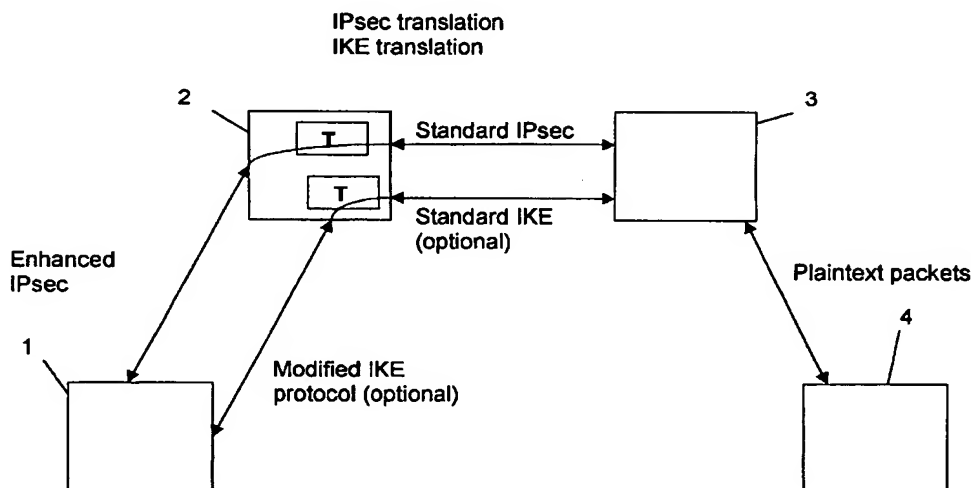 IPsec translation
IKE translation
2
3
T
Standard IPsec
T
Standard IKE
(optional)
Enhanced
IPsec
Plaintext packets
1
4
Modified IKE
protocol (optional)